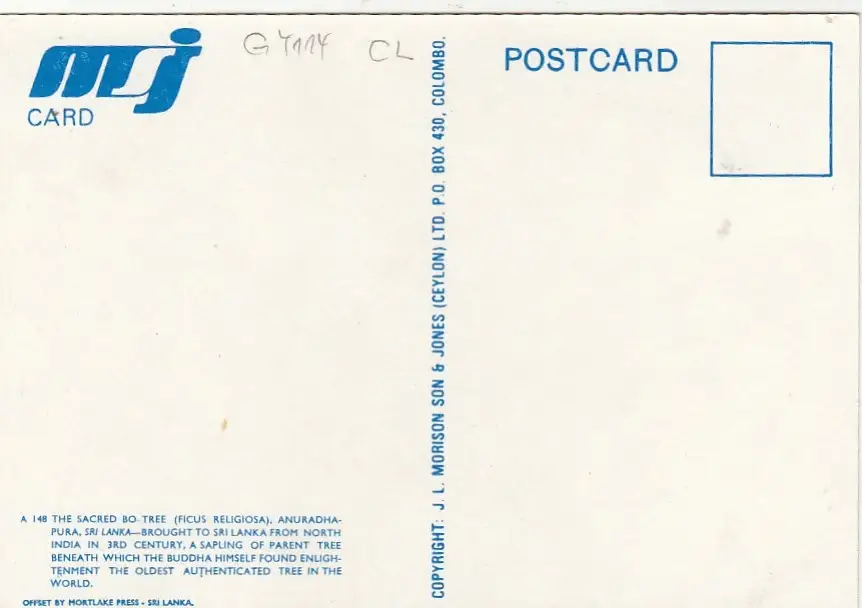 msj
CARD
G 4114 CL
POSTCARD
COPYRIGHT: J. L. MORISON SON & JONES (CEYLON) LTD. P.O. BOX 430, COLOMBO.
A 148 THE SACRED BO-TREE (FICUS RELIGIOSA), ANURADHA-
PURA, SRI LANKA—BROUGHT TO SRI LANKA FROM NORTH
INDIA IN 3RD CENTURY, A SAPLING OF PARENT TREE
BENEATH WHICH THE BUDDHA HIMSELF FOUND ENLIGH-
TENMENT THE OLDEST AUTHENTICATED TREE IN THE
WORLD.
OFFSET BY MORTLAKE PRESS - SRI LANKA.